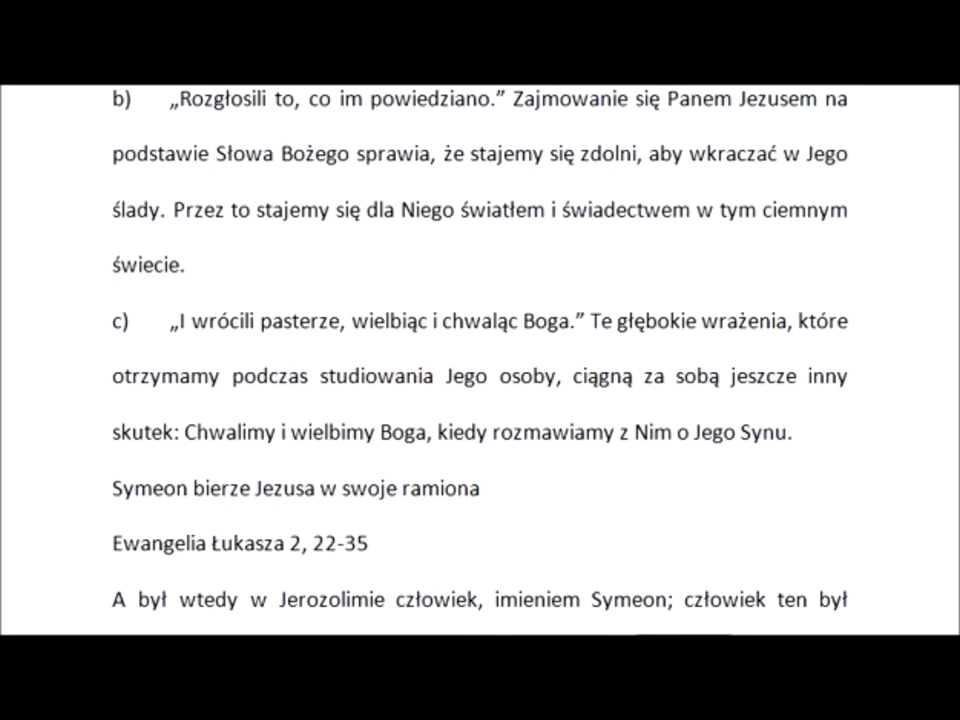 b) „Rozgłosili to, co im powiedziano.” Zajmowanie się Panem Jezusem na
podstawie Słowa Bożego sprawia, że stajemy się zdolni, aby wkraczać w Jego
ślady. Przez to stajemy się dla Niego światłem i świadectwem w tym ciemnym
świecie.
c) „I wrócili pasterze, wielbiąc i chwaląc Boga.” Te głębokie wrażenia, które
otrzymamy podczas studiowania Jego osoby, ciągną za sobą jeszcze inny
skutek: Chwalimy i wielbimy Boga, kiedy rozmawiamy z Nim o Jego Synu.
Symeon bierze Jezusa w swoje ramiona
Ewangelia Łukasza 2, 22-35
A był wtedy w Jerozolimie człowiek, imieniem Symeon; człowiek ten był